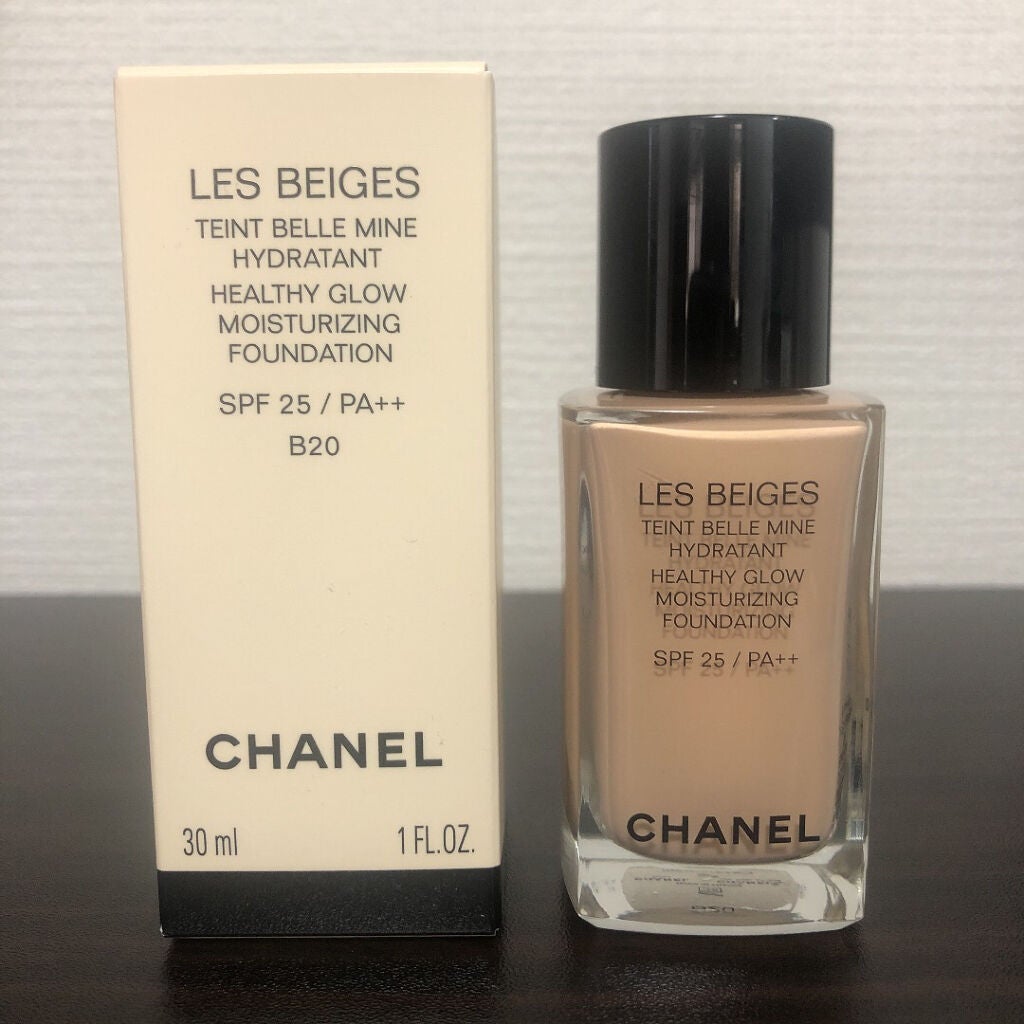 LES BEIGES
TEINT BELLE MINE
HYDRATANT
HEALTHY GLOW
MOISTURIZING
FOUNDATION
SPF 25 / PA++
B20
CHANEL
30 ml 1 FL.OZ.
LES BEIGES
TEINT BELLE MINE
HYDRATANT
HEALTHY GLOW
MOISTURIZING
FOUNDATION
SPF 25 / PA++
CHANEL
B20